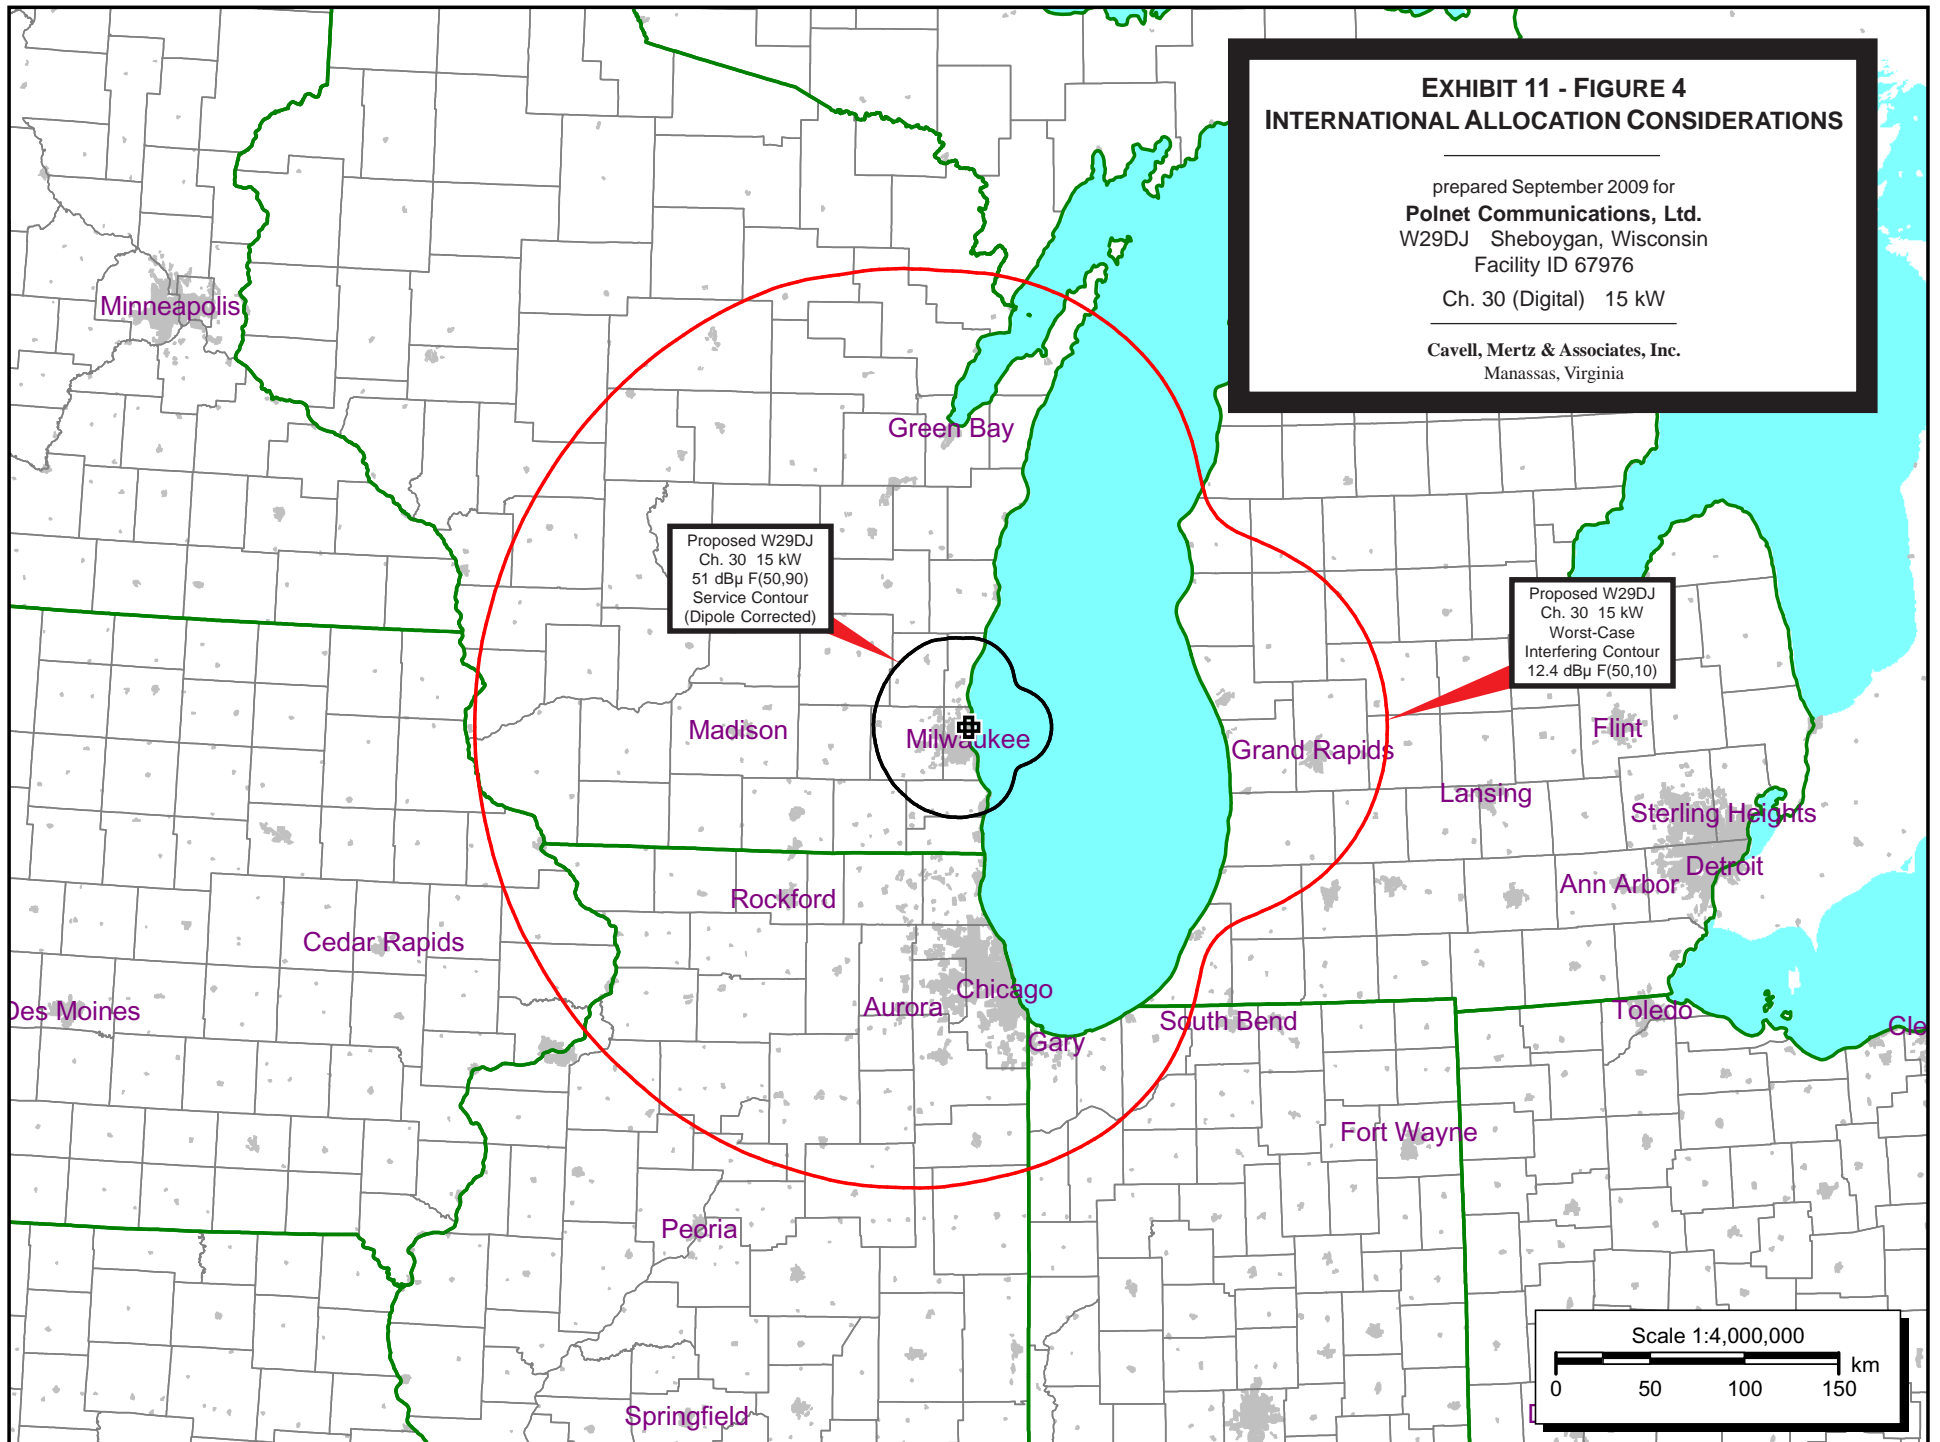 EXHIBIT 11 - FIGURE 4
INTERNATIONAL ALLOCATION CONSIDERATIONS
prepared September 2009 for
Polnet Communications, Ltd.
W29DJ Sheboygan, Wisconsin
Facility ID 67976
Ch. 30 (Digital) 15 kW
Cavell, Mertz & Associates, Inc.
Manassas, Virginia
Minneapolis
Green Bay
Proposed W29DJ
Ch. 30 15 kW
51 dBµ F(50,90)
Service Contour
(Dipole Corrected)
Proposed W29DJ
Ch. 30 15 kW
Worst-Case
Interfering Contour
12.4 dBµ F(50,10)
Madison
Milwaukee
Grand Rapids
Flint
Lansing
Sterling Heights
Detroit
Ann Arbor
Rockford
Cedar Rapids
Chicago
Aurora
Des Moines
South Bend
Toledo
Cle
Gary
Fort Wayne
Peoria
Springfield
Scale 1:4,000,000
km
0 50 100 150